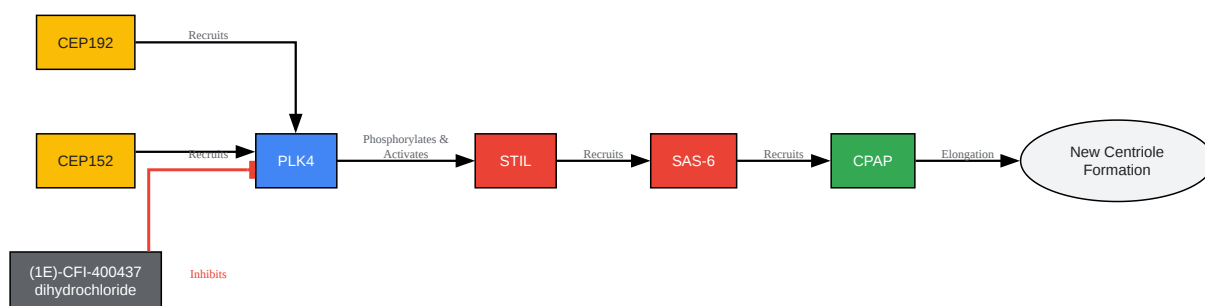 CEP192
Recruits
CEP152
Recruits
PLK4
Phosphorylates &
Activates
STIL
Recruits
SAS-6
Recruits
CPAP
Elongation
New Centriole
Formation
(1E)-CFI-400437
dihydrochloride
Inhibits